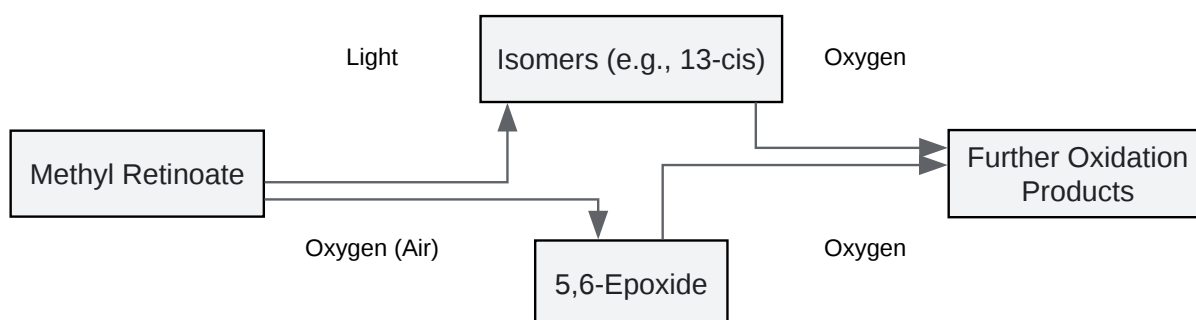 Light
Isomers (e.g., 13-cis)
Oxygen
Methyl Retinoate
Further Oxidation
Products
Oxygen (Air)
Oxygen
5,6-Epoxide